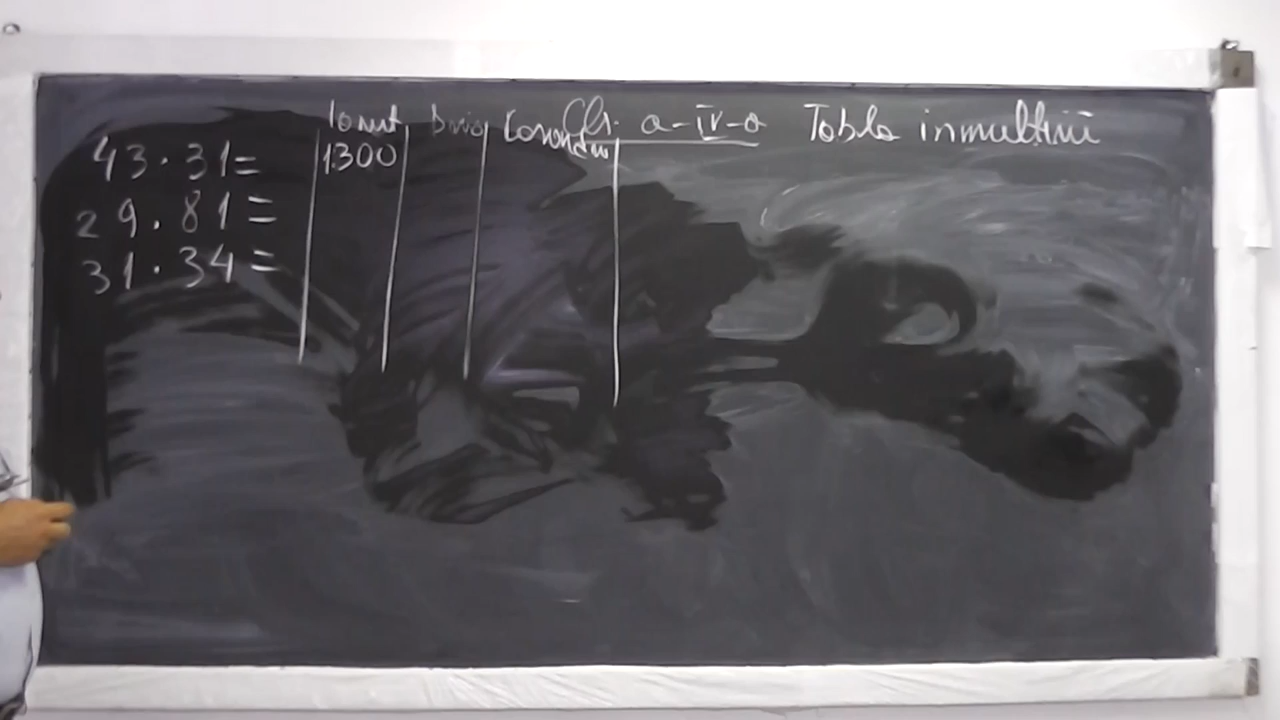 Ionut Cls. a-IV-a Tabla inmultirii
43·31= 1300
29·81=
31·34=